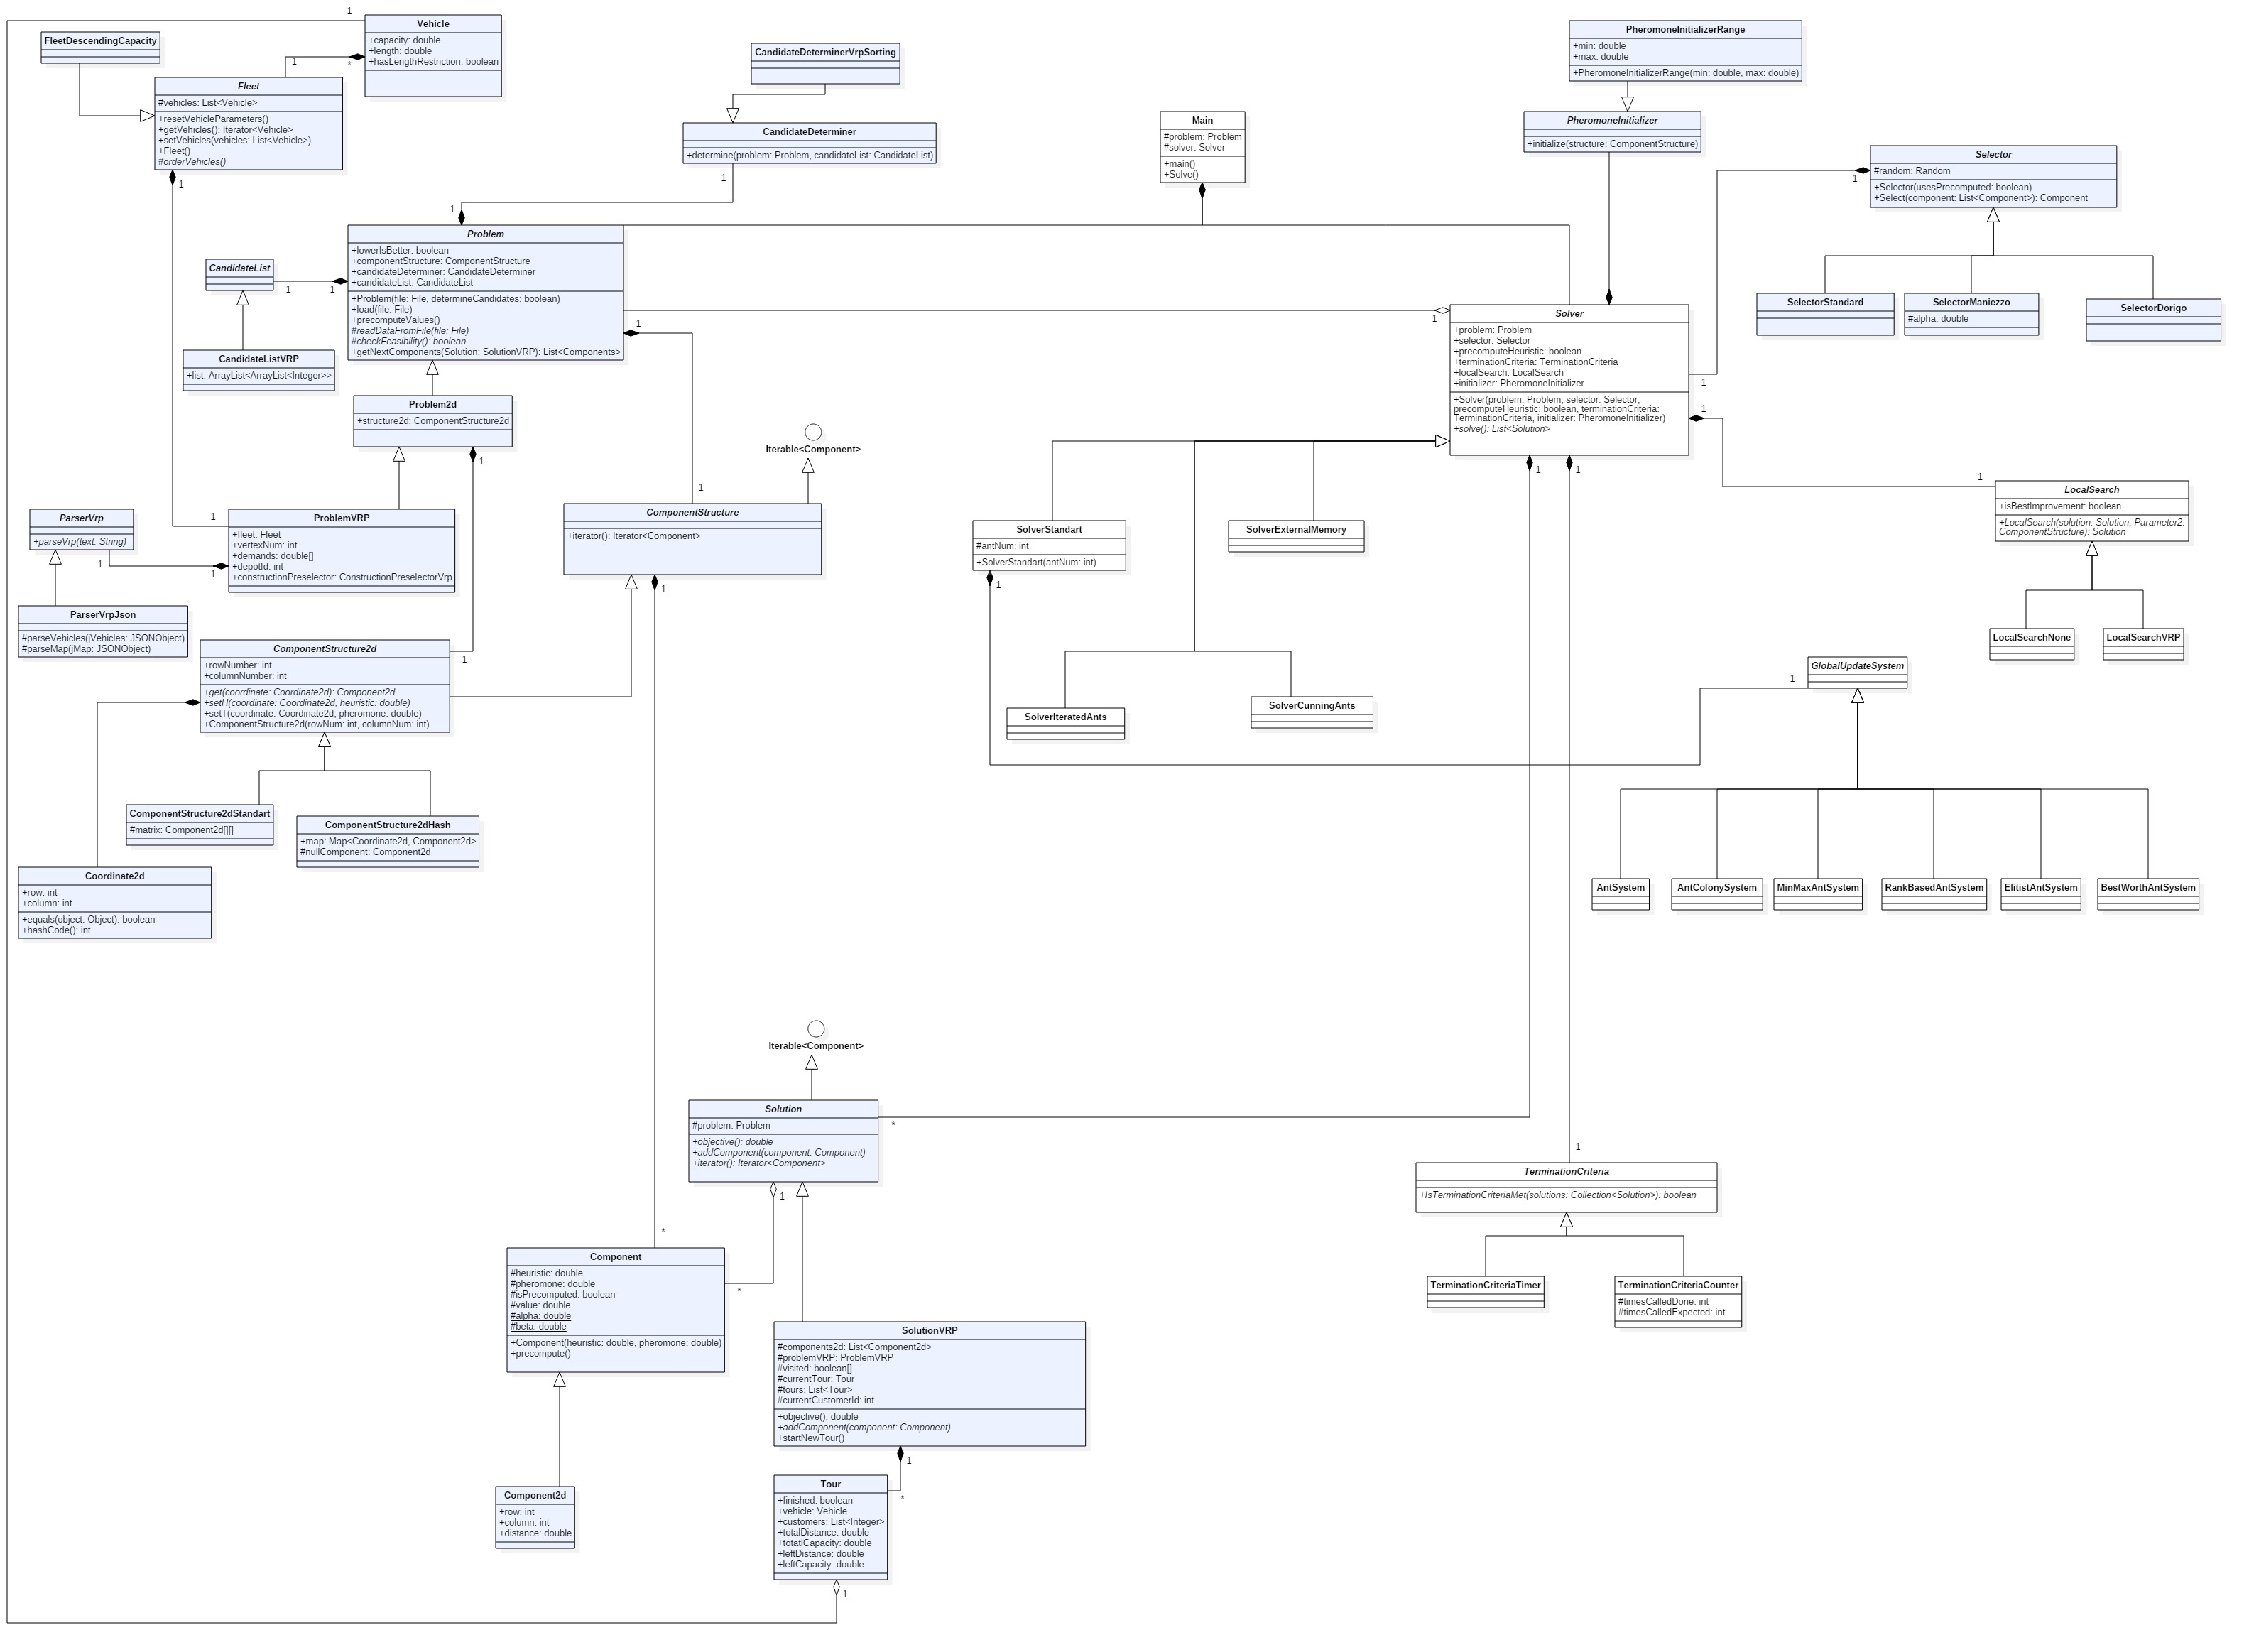 1
Vehicle
+capacity: double
+length: double
+hasLengthRestriction: boolean
1
*
FleetDescendingCapacity
Fleet
#vehicles: List<Vehicle>
+resetVehicleParameters()
+getVehicles(): Iterator<Vehicle>
+setVehicles(vehicles: List<Vehicle>)
+Fleet()
#orderVehicles()
1
CandidateDeterminerVrpSorting
CandidateDeterminer
+determine(problem: Problem, candidateList: CandidateList)
1
1
Main
#problem: Problem
#solver: Solver
+main()
+Solve()
PheromoneInitializerRange
+min: double
+max: double
+PheromoneInitializerRange(min: double, max: double)
PheromoneInitializer
+initialize(structure: ComponentStructure)
Selector
#random: Random
+Selector(usesPrecomputed: boolean)
+Select(component: List<Component>): Component
1
SelectorStandard
SelectorManiezzo
#alpha: double
SelectorDorigo
Problem
+lowerIsBetter: boolean
+componentStructure: ComponentStructure
+candidateDeterminer: CandidateDeterminer
+candidateList: CandidateList
+Problem(file: File, determineCandidates: boolean)
+load(file: File)
+precomputeValues()
#readDataFromFile(file: File)
#checkFeasibility(): boolean
+getNextComponents(Solution: SolutionVRP): List<Components>
CandidateList
1
1
1
CandidateListVRP
+list: ArrayList<ArrayList<Integer>>
Problem2d
+structure2d: ComponentStructure2d
1
1
Solver
+problem: Problem
+selector: Selector
+precomputeHeuristic: boolean
+terminationCriteria: TerminationCriteria
+localSearch: LocalSearch
+initializer: PheromoneInitializer
+Solver(problem: Problem, selector: Selector,
precomputeHeuristic: boolean, terminationCriteria:
TerminationCriteria, initializer: PheromoneInitializer)
+solve(): List<Solution>
1
1
1
1
Iterable<Component>
1
ComponentStructure
+iterator(): Iterator<Component>
1
1
LocalSearch
+isBestImprovement: boolean
+LocalSearch(solution: Solution, Parameter2:
ComponentStructure): Solution
LocalSearchNone
LocalSearchVRP
ParserVrp
+parseVrp(text: String)
1
1
1
ProblemVRP
+fleet: Fleet
+vertexNum: int
+demands: double[]
+depotId: int
+constructionPreselector: ConstructionPreselectorVrp
ParserVrpJson
#parseVehicles(jVehicles: JSONObject)
#parseMap(jMap: JSONObject)
SolverStandart
#antNum: int
+SolverStandart(antNum: int)
1
SolverExternalMemory
SolverIteratedAnts
SolverCunningAnts
ComponentStructure2d
+rowNumber: int
+columnNumber: int
+get(coordinate: Coordinate2d): Component2d
+setH(coordinate: Coordinate2d, heuristic: double)
+setT(coordinate: Coordinate2d, pheromone: double)
+ComponentStructure2d(rowNum: int, columnNum: int)
1
GlobalUpdateSystem
1
ComponentStructure2dStandart
#matrix: Component2d[][]
ComponentStructure2dHash
+map: Map<Coordinate2d, Component2d>
#nullComponent: Component2d
Coordinate2d
+row: int
+column: int
+equals(object: Object): boolean
+hashCode(): int
AntSystem
AntColonySystem
MinMaxAntSystem
RankBasedAntSystem
ElitistAntSystem
BestWorthAntSystem
Iterable<Component>
Solution
#problem: Problem
+objective(): double
+addComponent(component: Component)
+iterator(): Iterator<Component>
*
1
1
TerminationCriteria
+IsTerminationCriteriaMet(solutions: Collection<Solution>): boolean
TerminationCriteriaTimer
TerminationCriteriaCounter
#timesCalledDone: int
#timesCalledExpected: int
*
Component
#heuristic: double
#pheromone: double
#isPrecomputed: boolean
#value: double
#alpha: double
#beta: double
+Component(heuristic: double, pheromone: double)
+precompute()
*
SolutionVRP
#components2d: List<Component2d>
#problemVRP: ProblemVRP
#visited: boolean[]
#currentTour: Tour
#tours: List<Tour>
#currentCustomerId: int
+objective(): double
+addComponent(component: Component)
+startNewTour()
1
*
Component2d
+row: int
+column: int
+distance: double
Tour
+finished: boolean
+vehicle: Vehicle
+customers: List<Integer>
+totalDistance: double
+totatlCapacity: double
+leftDistance: double
+leftCapacity: double
1